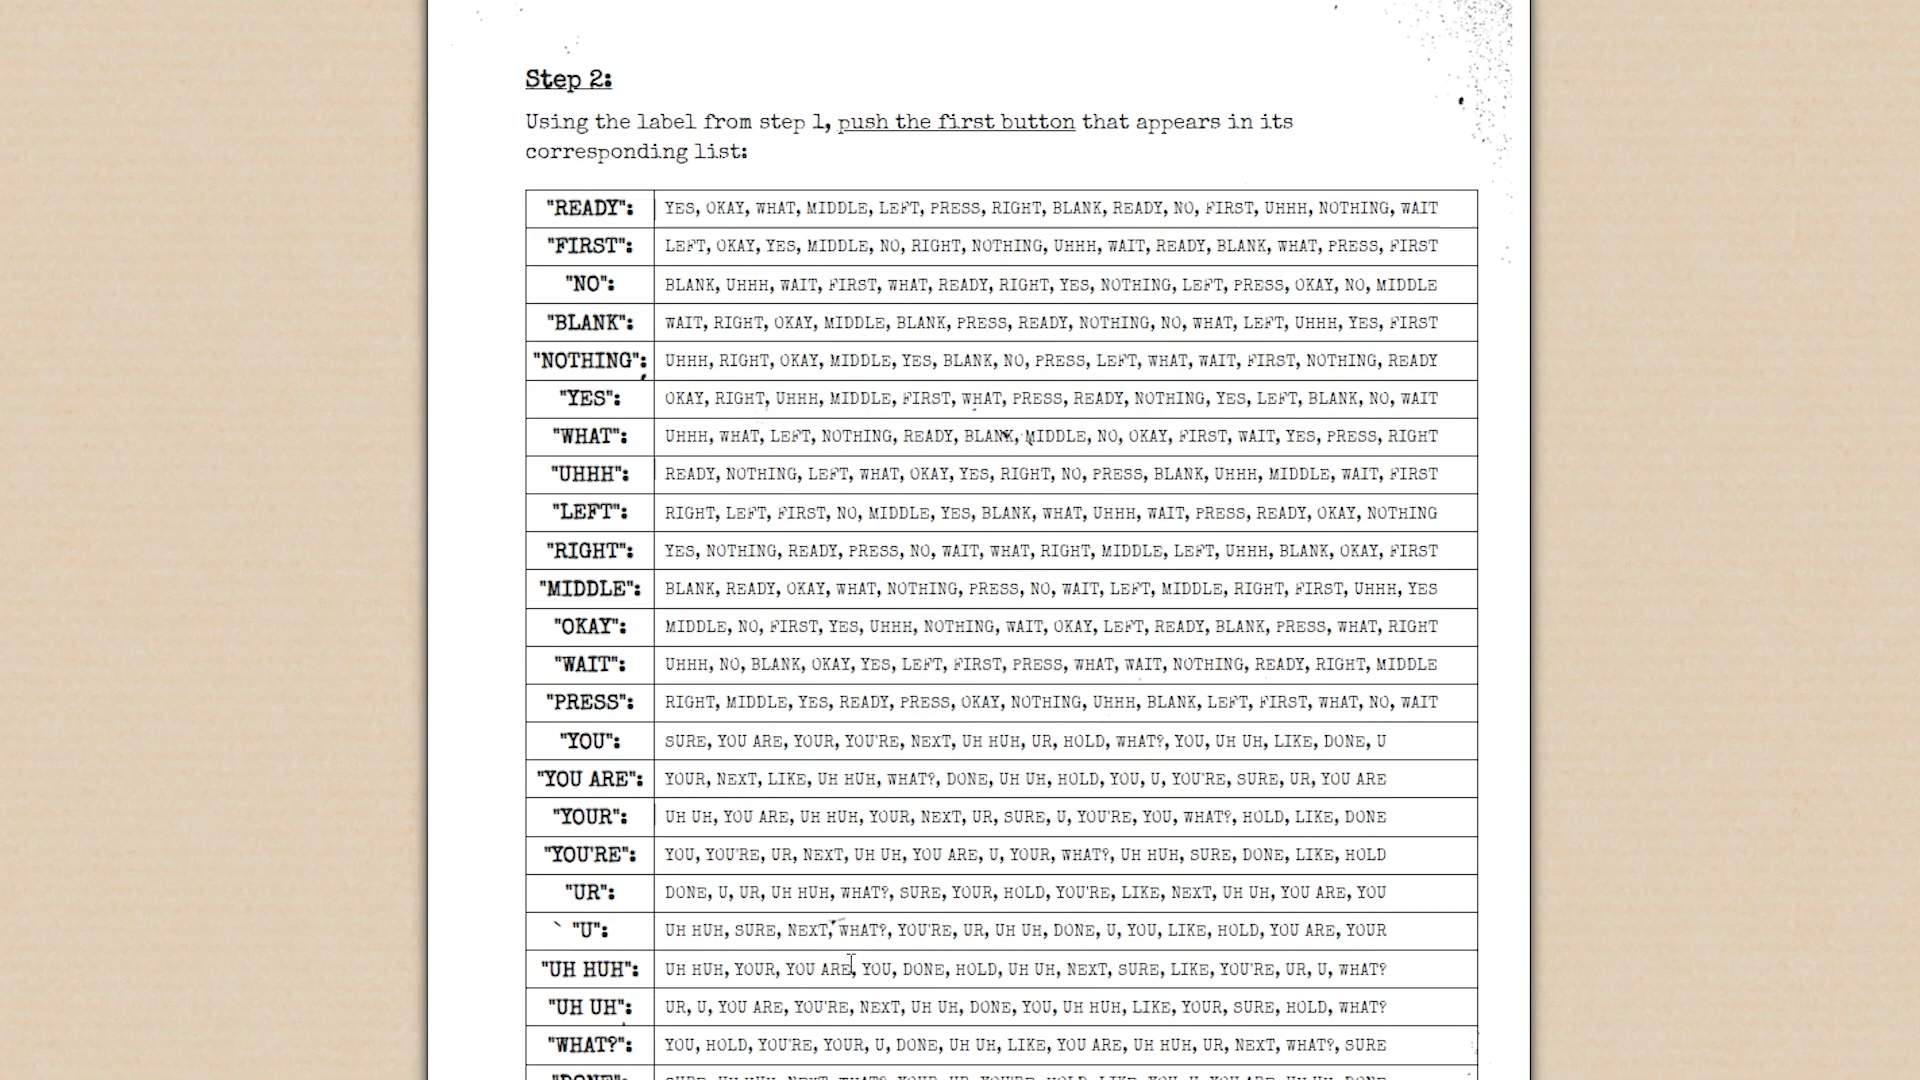 Step 2:
Using the label from step 1, push the first button that appears in its
corresponding list:
"READY": YES, OKAY, WHAT, MIDDLE, LEFT, PRESS, RIGHT, BLANK, READY, NO, FIRST, UHHH, NOTHING, WAIT
"FIRST": LEFT, OKAY, YES, MIDDLE, NO, RIGHT, NOTHING, UHHH, WAIT, READY, BLANK, WHAT, PRESS, FIRST
"NO": BLANK, UHHH, WAIT, FIRST, WHAT, READY, RIGHT, YES, NOTHING, LEFT, PRESS, OKAY, NO, MIDDLE
"BLANK": WAIT, RIGHT, OKAY, MIDDLE, BLANK, PRESS, READY, NOTHING, NO, WHAT, LEFT, UHHH, YES, FIRST
"NOTHING": UHHH, RIGHT, OKAY, MIDDLE, YES, BLANK, NO, PRESS, LEFT, WHAT, WAIT, FIRST, NOTHING, READY
"YES": OKAY, RIGHT, UHHH, MIDDLE, FIRST, WHAT, PRESS, READY, NOTHING, YES, LEFT, BLANK, NO, WAIT
"WHAT": UHHH, WHAT, LEFT, NOTHING, READY, BLANK, MIDDLE, NO, OKAY, FIRST, WAIT, YES, PRESS, RIGHT
"UHHH": READY, NOTHING, LEFT, WHAT, OKAY, YES, RIGHT, NO, PRESS, BLANK, UHHH, MIDDLE, WAIT, FIRST
"LEFT": RIGHT, LEFT, FIRST, NO, MIDDLE, YES, BLANK, WHAT, UHHH, WAIT, PRESS, READY, OKAY, NOTHING
"RIGHT": YES, NOTHING, READY, PRESS, NO, WAIT, WHAT, RIGHT, MIDDLE, LEFT, UHHH, BLANK, OKAY, FIRST
"MIDDLE": BLANK, READY, OKAY, WHAT, NOTHING, PRESS, NO, WAIT, LEFT, MIDDLE, RIGHT, FIRST, UHHH, YES
"OKAY": MIDDLE, NO, FIRST, YES, UHHH, NOTHING, WAIT, OKAY, LEFT, READY, BLANK, PRESS, WHAT, RIGHT
"WAIT": UHHH, NO, BLANK, OKAY, YES, LEFT, FIRST, PRESS, WHAT, WAIT, NOTHING, READY, RIGHT, MIDDLE
"PRESS": RIGHT, MIDDLE, YES, READY, PRESS, OKAY, NOTHING, UHHH, BLANK, LEFT, FIRST, WHAT, NO, WAIT
"YOU": SURE, YOU ARE, YOUR, YOU'RE, NEXT, UH HUH, UR, HOLD, WHAT?, YOU, UH UH, LIKE, DONE, U
"YOU ARE": YOUR, NEXT, LIKE, UH HUH, WHAT?, DONE, UH UH, HOLD, YOU, U, YOU'RE, SURE, UR, YOU ARE
"YOUR": UH UH, YOU ARE, UH HUH, YOUR, NEXT, UR, SURE, U, YOU'RE, YOU, WHAT?, HOLD, LIKE, DONE
"YOU'RE": YOU, YOU'RE, UR, NEXT, UH UH, YOU ARE, U, YOUR, WHAT?, UH HUH, SURE, DONE, LIKE, HOLD
"UR": DONE, U, UR, UH HUH, WHAT?, SURE, YOUR, HOLD, YOU'RE, LIKE, NEXT, UH UH, YOU ARE, YOU
"U": UH HUH, SURE, NEXT, WHAT?, YOU'RE, UR, UH UH, DONE, U, YOU, LIKE, HOLD, YOU ARE, YOUR
"UH HUH": UH HUH, YOUR, YOU ARE, YOU, DONE, HOLD, UH UH, NEXT, SURE, LIKE, YOU'RE, UR, U, WHAT?
"UH UH": UR, U, YOU ARE, YOU'RE, NEXT, UH UH, DONE, YOU, UH HUH, LIKE, YOUR, SURE, HOLD, WHAT?
"WHAT?": YOU, HOLD, YOU'RE, YOUR, U, DONE, UH UH, LIKE, YOU ARE, UH HUH, UR, NEXT, WHAT?, SURE
"DONE": SURE, UH HUH, NEXT, WHAT?, YOUR, UR, YOU'RE, HOLD, LIKE, YOU, U, YOU ARE, UH UH, DONE